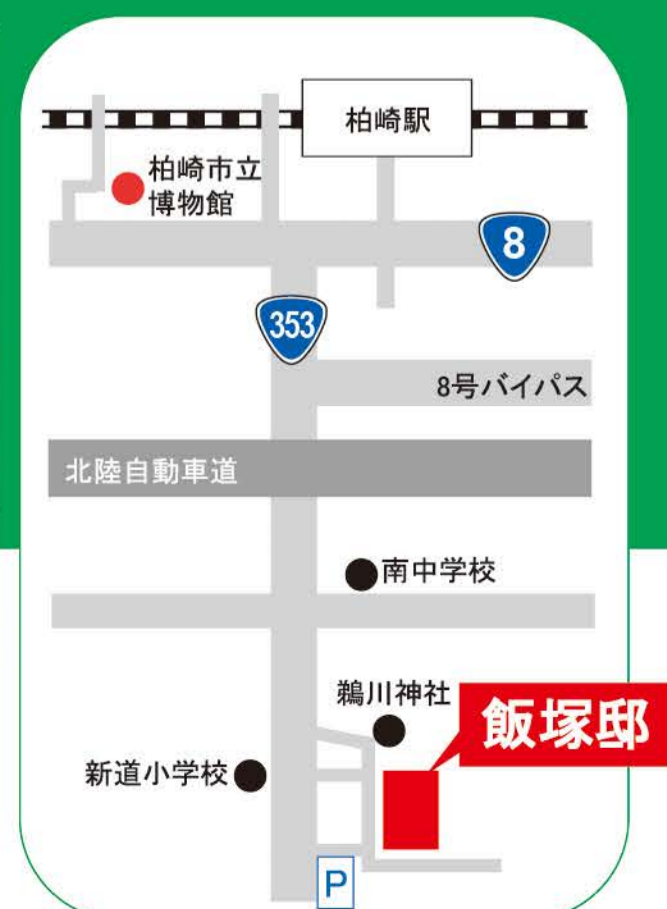 柏崎駅
柏崎市立
博物館
8
353
8号バイパス
北陸自動車道
南中学校
鵜川神社
飯塚邸
新道小学校
P